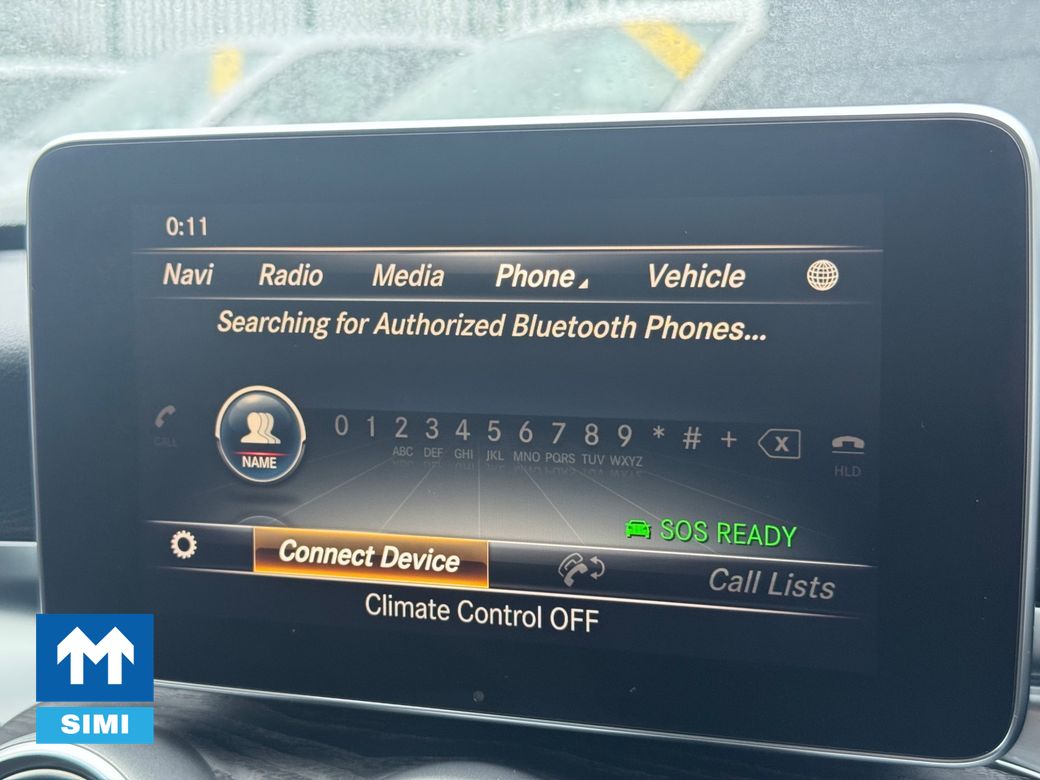 0:11
Navi Radio Media Phone Vehicle
Searching for Authorized Bluetooth Phones...
CALL
NAME
0 1 2 3 4 5 6 7 8 9 * # +
ABC DEF GHI JKL MNO PQRS TUV WXYZ
X
HLD
SOS READY
Connect Device Call Lists
Climate Control OFF
SIMI